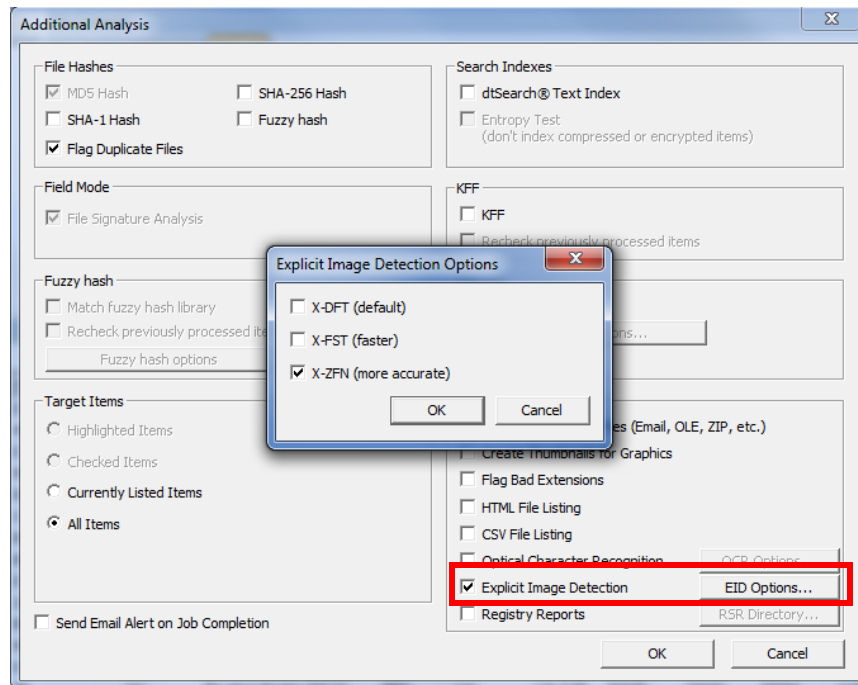 Additional Analysis
File Hashes
MD5 Hash
SHA-256 Hash
SHA-1 Hash
Fuzzy hash
Flag Duplicate Files
Search Indexes
dtSearch® Text Index
Entropy Test
(don't index compressed or encrypted items)
Field Mode
File Signature Analysis
KFF
KFF
Recheck previously processed items
Fuzzy hash
Match fuzzy hash library
Recheck previously processed
Fuzzy hash options
Explicit Image Detection Options
X-DFT (default)
X-FST (faster)
X-ZFN (more accurate)
OK
Cancel
Target Items
Highlighted Items
Checked Items
Currently Listed Items
All Items
(Email, OLE, ZIP, etc.)
Create Thumbnails for Graphics
Flag Bad Extensions
HTML File Listing
CSV File Listing
Optical Character Recognition
OCR Options...
Explicit Image Detection
EID Options...
Registry Reports
RSR Directory...
Send Email Alert on Job Completion
OK
Cancel